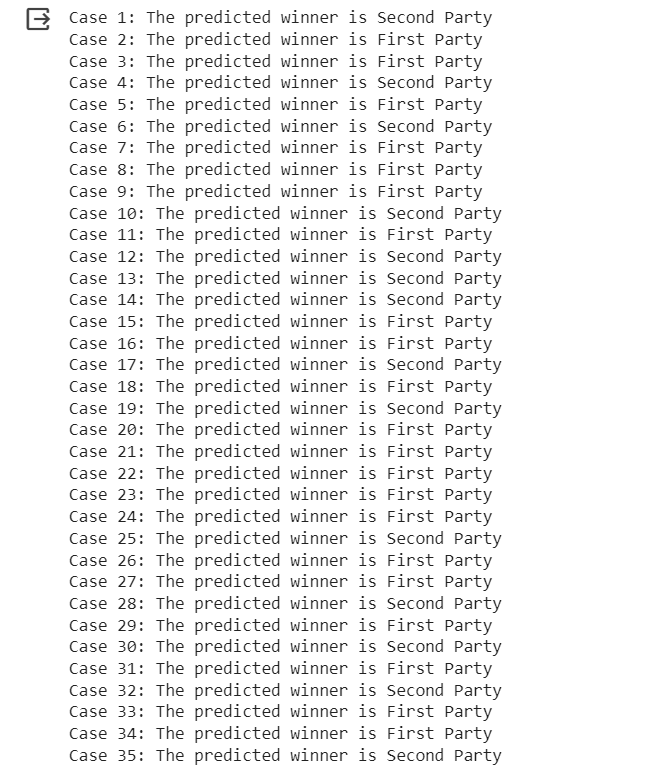 Case 1: The predicted winner is Second Party
Case 2: The predicted winner is First Party
Case 3: The predicted winner is First Party
Case 4: The predicted winner is Second Party
Case 5: The predicted winner is First Party
Case 6: The predicted winner is Second Party
Case 7: The predicted winner is First Party
Case 8: The predicted winner is First Party
Case 9: The predicted winner is First Party
Case 10: The predicted winner is Second Party
Case 11: The predicted winner is First Party
Case 12: The predicted winner is Second Party
Case 13: The predicted winner is Second Party
Case 14: The predicted winner is Second Party
Case 15: The predicted winner is First Party
Case 16: The predicted winner is First Party
Case 17: The predicted winner is Second Party
Case 18: The predicted winner is First Party
Case 19: The predicted winner is Second Party
Case 20: The predicted winner is First Party
Case 21: The predicted winner is First Party
Case 22: The predicted winner is First Party
Case 23: The predicted winner is First Party
Case 24: The predicted winner is First Party
Case 25: The predicted winner is Second Party
Case 26: The predicted winner is First Party
Case 27: The predicted winner is First Party
Case 28: The predicted winner is Second Party
Case 29: The predicted winner is First Party
Case 30: The predicted winner is Second Party
Case 31: The predicted winner is First Party
Case 32: The predicted winner is Second Party
Case 33: The predicted winner is First Party
Case 34: The predicted winner is First Party
Case 35: The predicted winner is Second Party